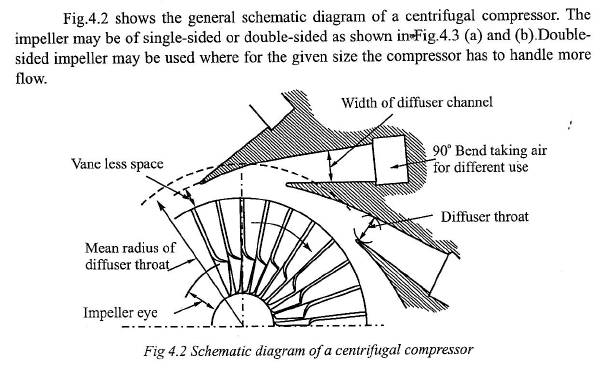 Fig.4.2 shows the general schematic diagram of a centrifugal compressor. The
impeller may be of single-sided or double-sided as shown in Fig.4.3 (a) and (b).Double-
sided impeller may be used where for the given size the compressor has to handle more
flow.
Width of diffuser channel
Vane less space
90° Bend taking air
for different use
Diffuser throat
Mean radius of
diffuser throat
Impeller eye
Fig 4.2 Schematic diagram of a centrifugal compressor